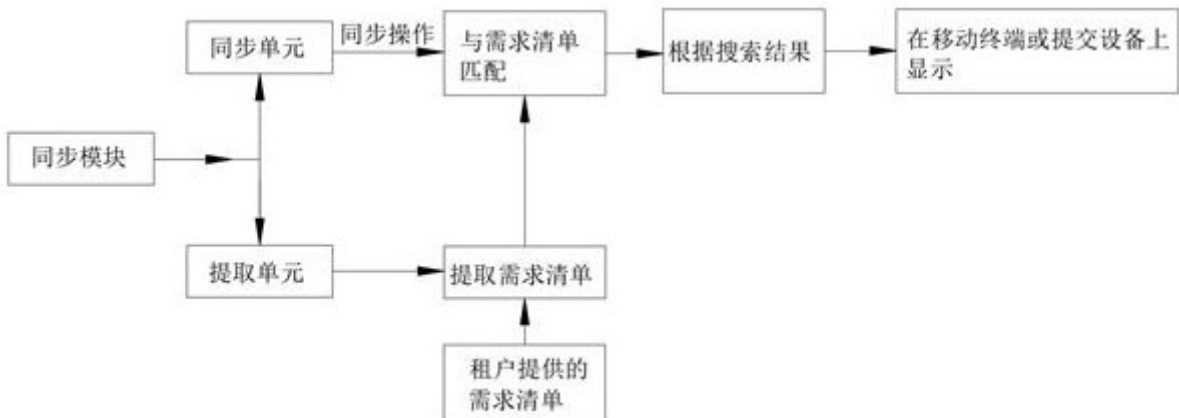 同步单元
同步操作
与需求清单
匹配
根据搜索结果
在移动终端或提交设备上
显示
同步模块
提取单元
提取需求清单
租户提供的
需求清单